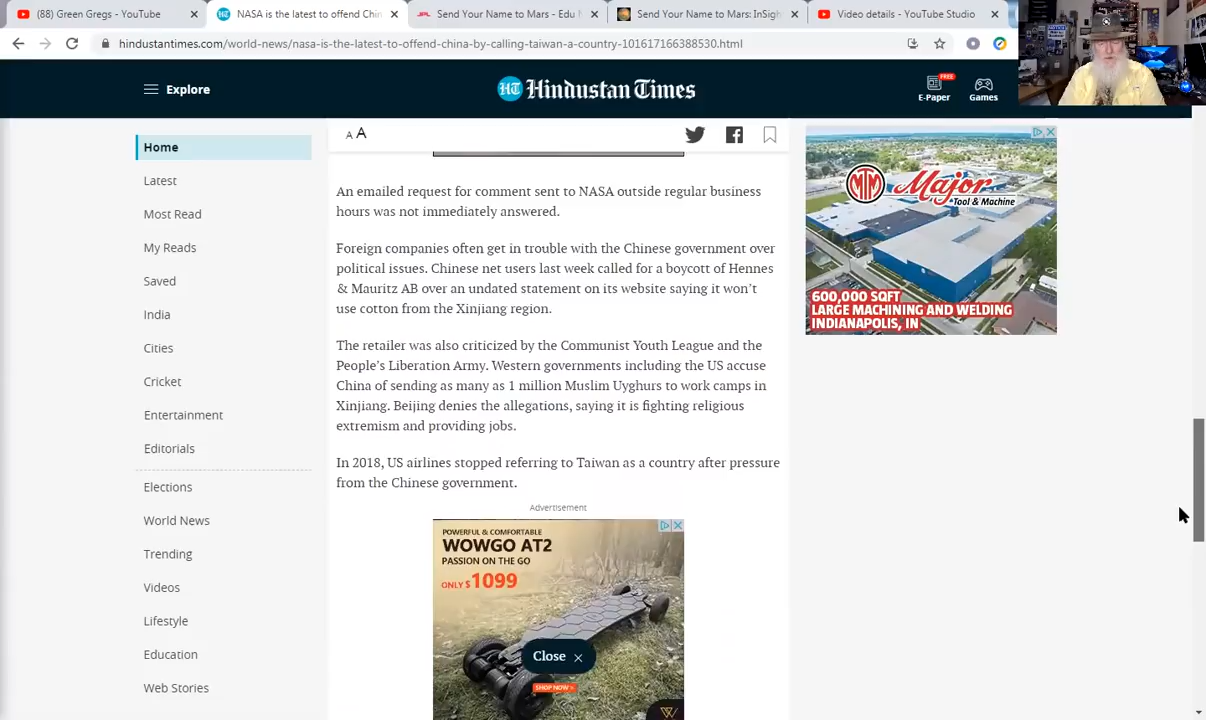 (88) Green Gregs - YouTube
NASA is the latest to offend Chin
Send Your Name to Mars - Edu
Send Your Name to Mars: InSigh
Video details - YouTube Studio
hindustantimes.com/world-news/nasa-is-the-latest-to-offend-china-by-calling-taiwan-a-country-101617166388530.html
Explore
HT Hindustan Times
FREE
E-Paper
Games
A A
Home
Latest
Most Read
My Reads
Saved
India
Cities
Cricket
Entertainment
Editorials
Elections
World News
Trending
Videos
Lifestyle
Education
Web Stories
An emailed request for comment sent to NASA outside regular business
hours was not immediately answered.
Foreign companies often get in trouble with the Chinese government over
political issues. Chinese net users last week called for a boycott of Hennes
& Mauritz AB over an undated statement on its website saying it won't
use cotton from the Xinjiang region.
The retailer was also criticized by the Communist Youth League and the
People's Liberation Army. Western governments including the US accuse
China of sending as many as 1 million Muslim Uyghurs to work camps in
Xinjiang. Beijing denies the allegations, saying it is fighting religious
extremism and providing jobs.
In 2018, US airlines stopped referring to Taiwan as a country after pressure
from the Chinese government.
Advertisement
POWERFUL & COMFORTABLE
WOWGO AT2
PASSION ON THE GO
ONLY $1099
Close
SHOP NOW >
MTM Major
Tool & Machine
600,000 SQFT
LARGE MACHINING AND WELDING
INDIANAPOLIS, IN